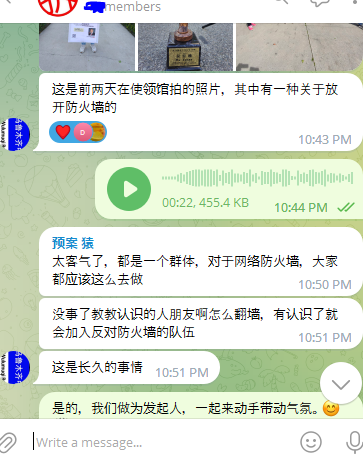 members
这是前两天在使领馆拍的照片，其中有一种关于放
开防火墙的
D
10:43 PM
00:22, 455.4 KB
10:44 PM
预案 猿
太客气了，都是一个群体，对于网络防火墙，大家
都应该这么去做
10:50 PM
没事了教教认识的人朋友啊怎么翻墙，有认识了就
会加入反对防火墙的队伍
10:51 PM
这是长久的事情
10:51 PM
是的，我们做为发起人，一起来动手带动气氛。😊
Write a message...